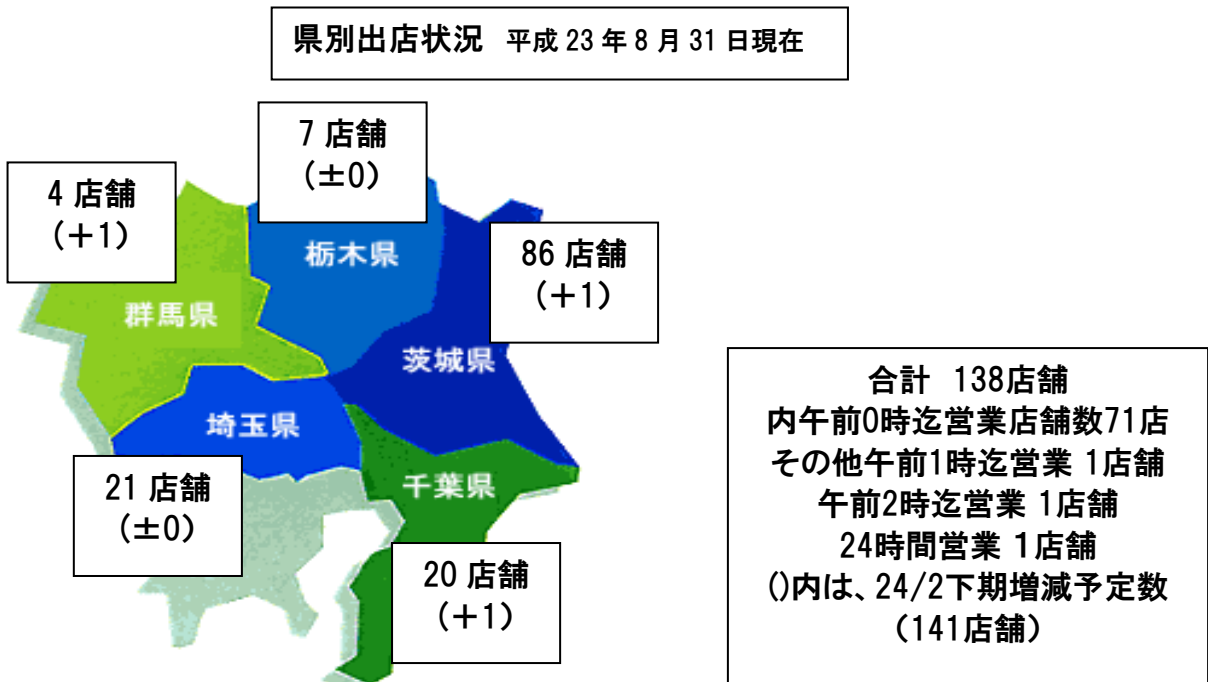 県別出店状況 平成 23 年 8 月 31 日現在
7 店舗
(±0)
4 店舗
(+1)
86 店舗
(+1)
栃木県
群馬県
茨城県
埼玉県
千葉県
21 店舗
(±0)
20 店舗
(+1)
合計 138店舗
内午前0時迄営業店舗数71店
その他午前1時迄営業 1店舗
午前2時迄営業 1店舗
24時間営業 1店舗
()内は、24/2下期増減予定数
(141店舗)